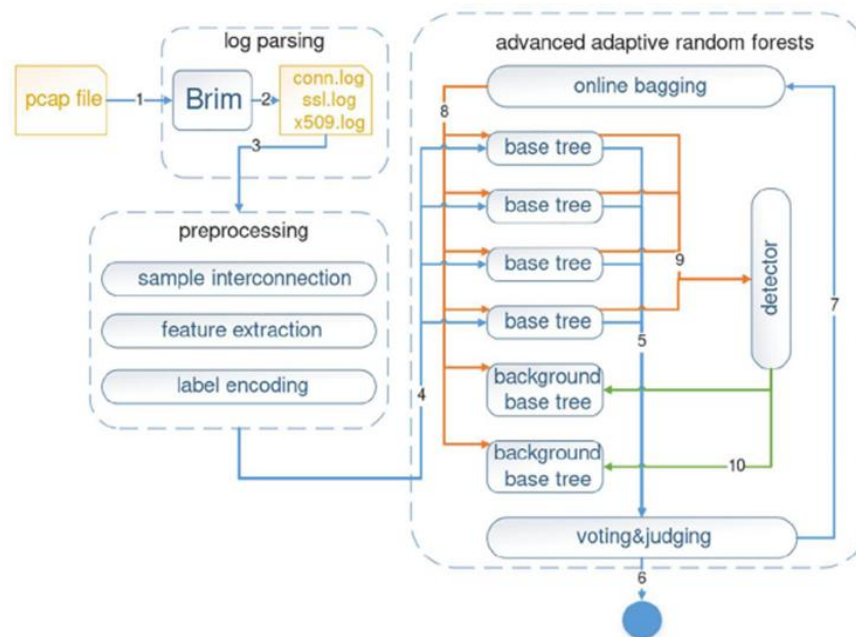 log parsing
pcap file
1
Brim
2
conn.log
ssl.log
x509.log
3
preprocessing
sample interconnection
feature extraction
label encoding
4
advanced adaptive random forests
online bagging
8
base tree
base tree
base tree
base tree
9
detector
7
5
background
base tree
background
base tree
10
voting&judging
6